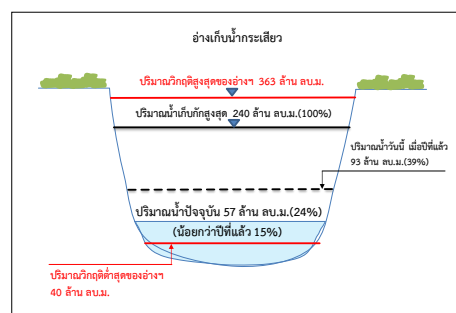 อ่างเก็บน้ำกระเสียว
ปริมาณวิกฤติสูงสุดของอ่างฯ 363 ล้าน ลบ.ม.
ปริมาณน้ำเก็บกักสูงสุด 240 ล้าน ลบ.ม.(100%)
ปริมาณน้ำวันนี้ เมื่อปีที่แล้ว
93 ล้าน ลบ.ม.(39%)
ปริมาณน้ำปัจจุบัน 57 ล้าน ลบ.ม.(24%)
(น้อยกว่าปีที่แล้ว 15%)
ปริมาณวิกฤติต่ำสุดของอ่างฯ
40 ล้าน ลบ.ม.